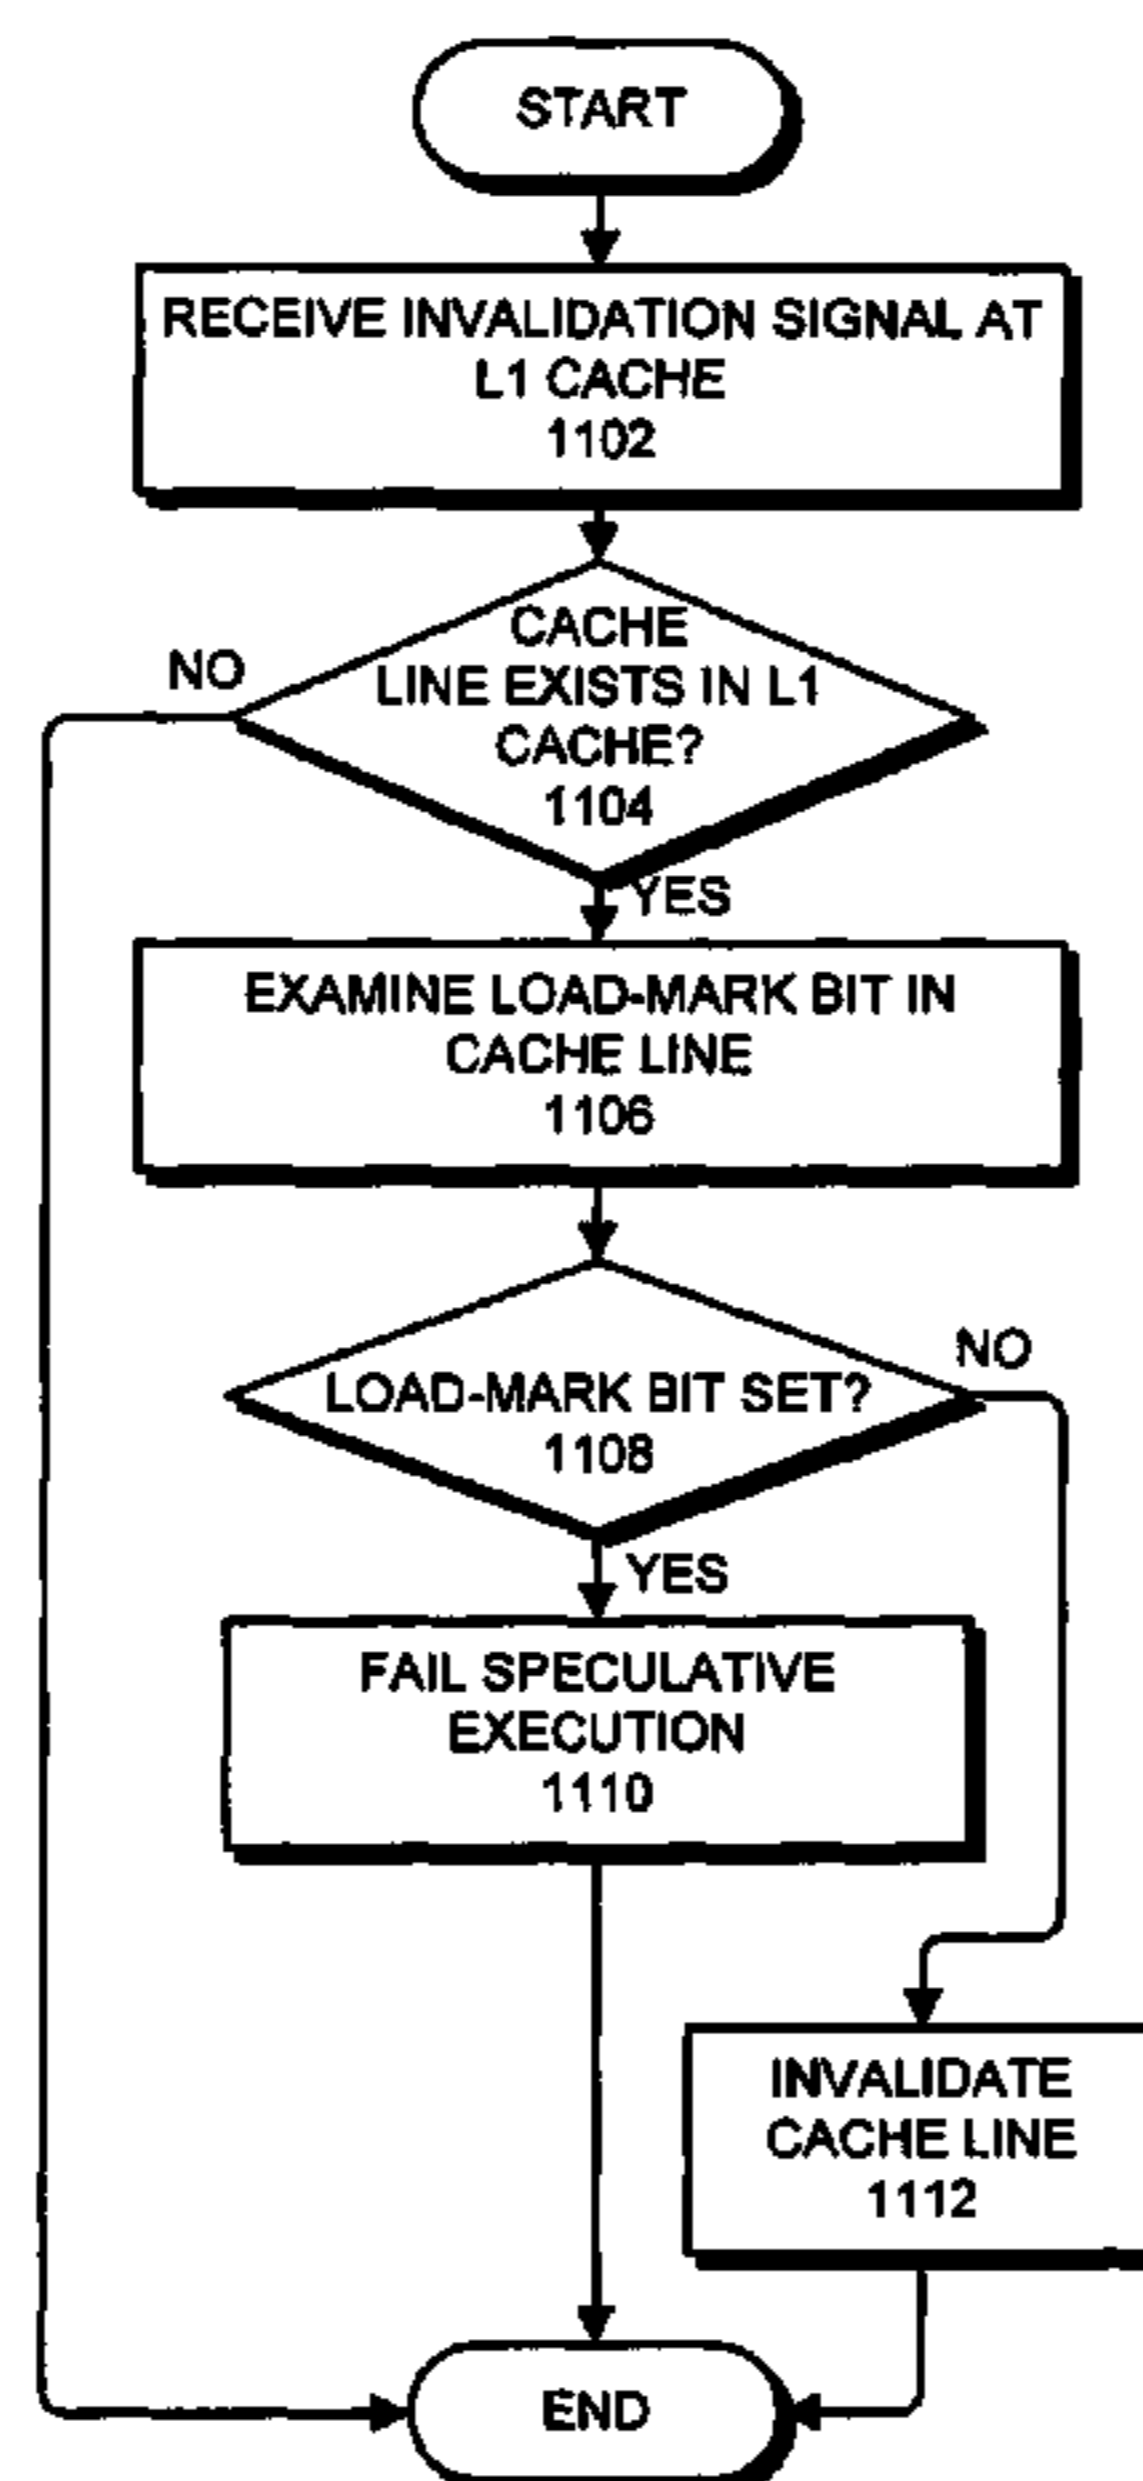 START
RECEIVE INVALIDATION SIGNAL AT
L1 CACHE
1102
CACHE
LINE EXISTS IN L1
CACHE?
1104
NO
YES
EXAMINE LOAD-MARK BIT IN
CACHE LINE
1106
LOAD-MARK BIT SET?
1108
NO
YES
FAIL SPECULATIVE
EXECUTION
1110
INVALIDATE
CACHE LINE
1112
END